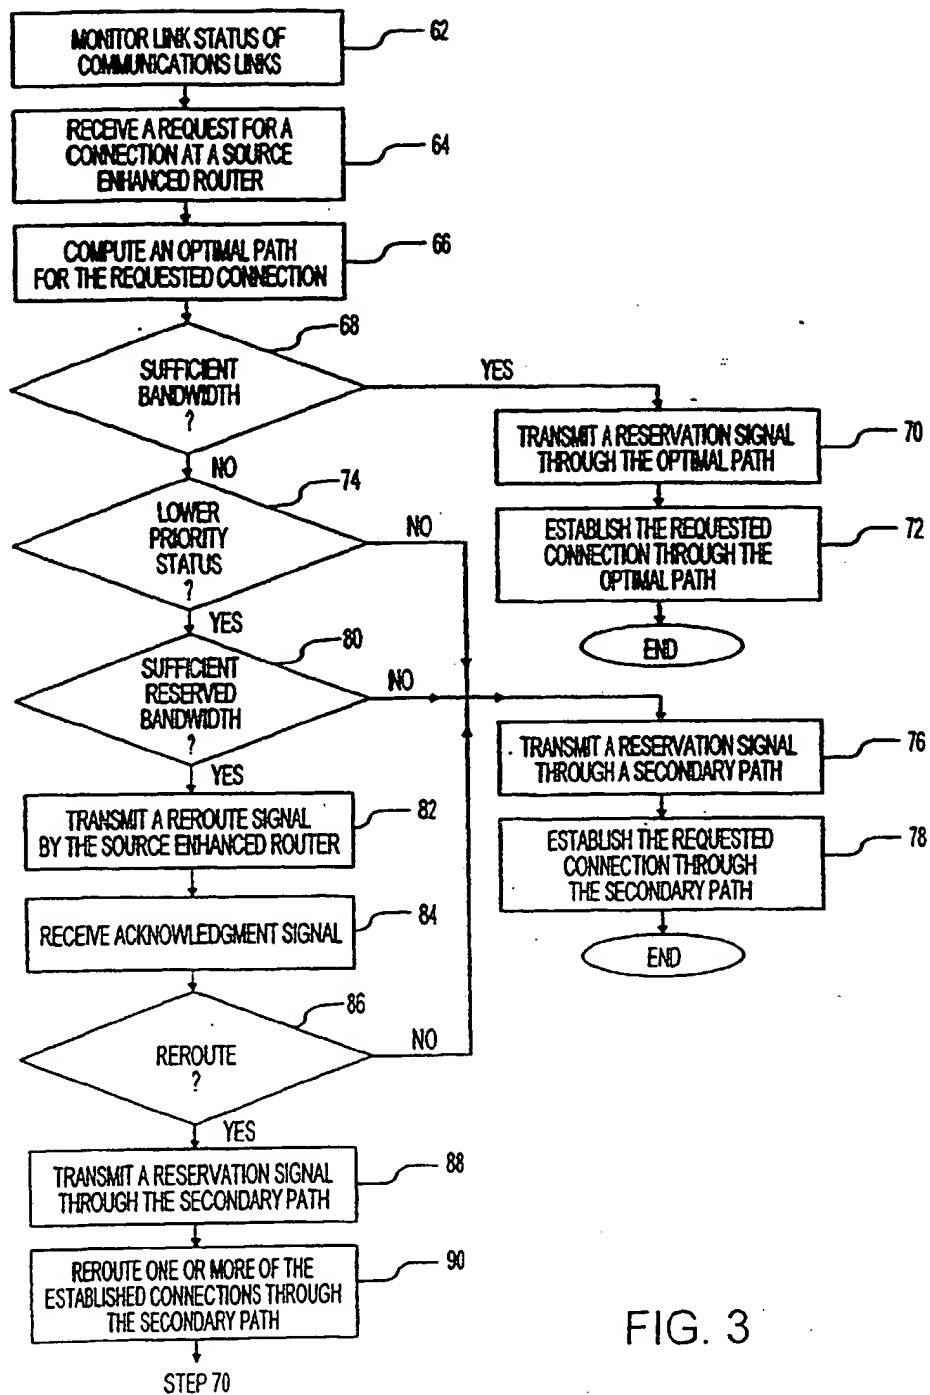 MONITOR LINK STATUS OF
COMMUNICATIONS LINKS
62
RECEIVE A REQUEST FOR A
CONNECTION AT A SOURCE
ENHANCED ROUTER
64
COMPUTE AN OPTIMAL PATH
FOR THE REQUESTED CONNECTION
66
68
SUFFICIENT
BANDWIDTH
?
YES
NO
TRANSMIT A RESERVATION SIGNAL
THROUGH THE OPTIMAL PATH
70
ESTABLISH THE REQUESTED
CONNECTION THROUGH THE
OPTIMAL PATH
72
END
74
LOWER
PRIORITY
STATUS
?
NO
YES
80
SUFFICIENT
RESERVED
BANDWIDTH
?
NO
YES
TRANSMIT A RESERVATION SIGNAL
THROUGH A SECONDARY PATH
76
ESTABLISH THE REQUESTED
CONNECTION THROUGH
THE SECONDARY PATH
78
END
TRANSMIT A REROUTE SIGNAL
BY THE SOURCE ENHANCED ROUTER
82
RECEIVE ACKNOWLEDGMENT SIGNAL
84
86
REROUTE
?
NO
YES
TRANSMIT A RESERVATION SIGNAL
THROUGH THE SECONDARY PATH
88
REROUTE ONE OR MORE OF THE
ESTABLISHED CONNECTIONS THROUGH
THE SECONDARY PATH
90
STEP 70
FIG. 3